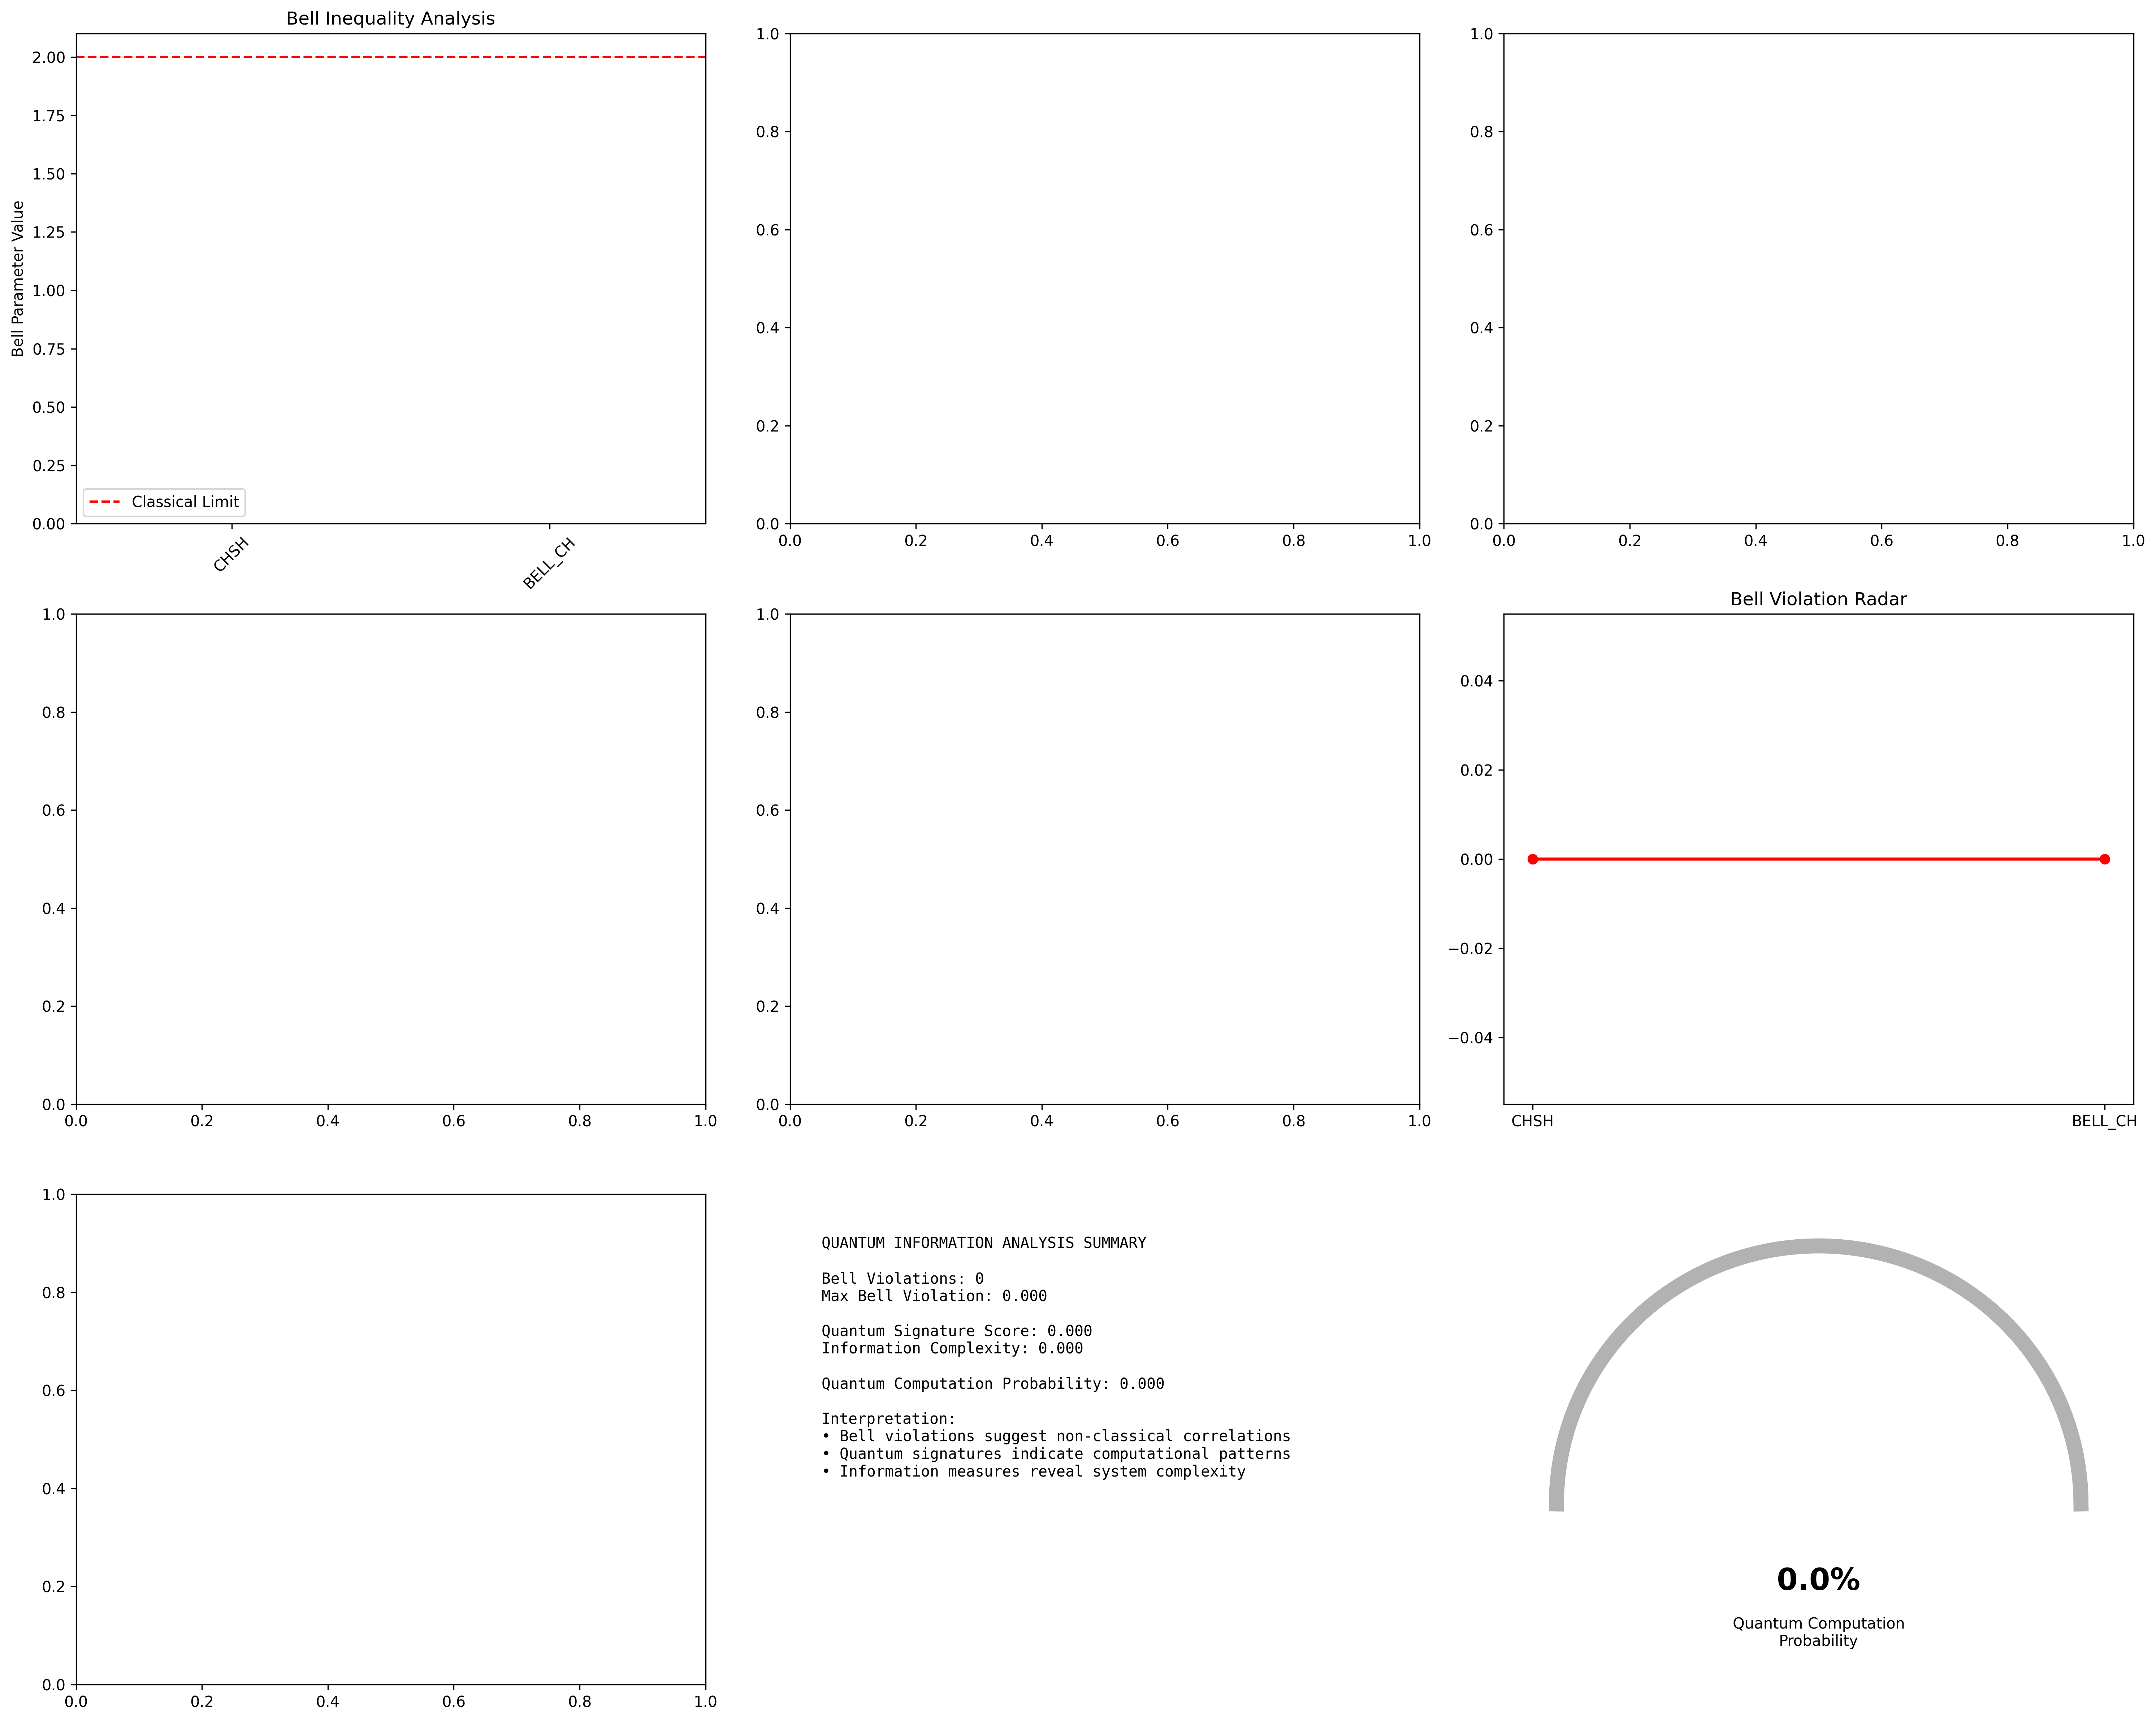 Bell Inequality Analysis
Bell Parameter Value
2.00
1.75
1.50
1.25
1.00
0.75
0.50
0.25
0.00
Classical Limit
CHSH
BELL_CH
1.0
0.8
0.6
0.4
0.2
0.0
0.0 0.2 0.4 0.6 0.8 1.0
1.0
0.8
0.6
0.4
0.2
0.0
0.0 0.2 0.4 0.6 0.8 1.0
1.0
0.8
0.6
0.4
0.2
0.0
0.0 0.2 0.4 0.6 0.8 1.0
1.0
0.8
0.6
0.4
0.2
0.0
0.0 0.2 0.4 0.6 0.8 1.0
Bell Violation Radar
0.04
0.02
0.00
−0.02
−0.04
CHSH BELL_CH
1.0
0.8
0.6
0.4
0.2
0.0
0.0 0.2 0.4 0.6 0.8 1.0
QUANTUM INFORMATION ANALYSIS SUMMARY
Bell Violations: 0
Max Bell Violation: 0.000
Quantum Signature Score: 0.000
Information Complexity: 0.000
Quantum Computation Probability: 0.000
Interpretation:
• Bell violations suggest non-classical correlations
• Quantum signatures indicate computational patterns
• Information measures reveal system complexity
0.0%
Quantum Computation
Probability